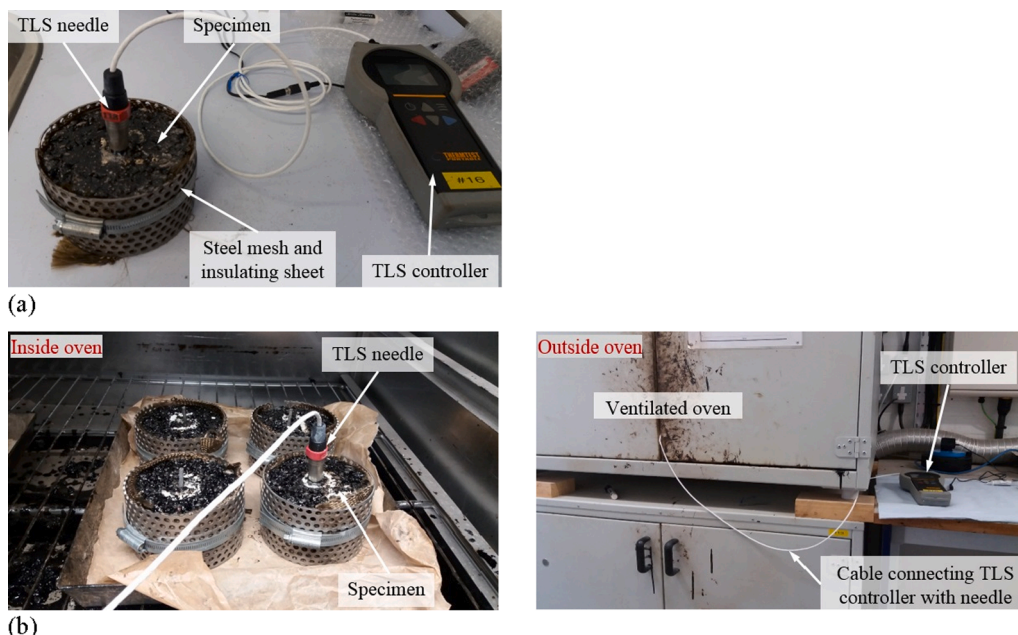 TLS needle
Specimen
#16
Steel mesh and
insulating sheet
TLS controller
(a)
Inside oven
TLS needle
Specimen
Outside oven
TLS controller
Ventilated oven
Cable connecting TLS
controller with needle
(b)